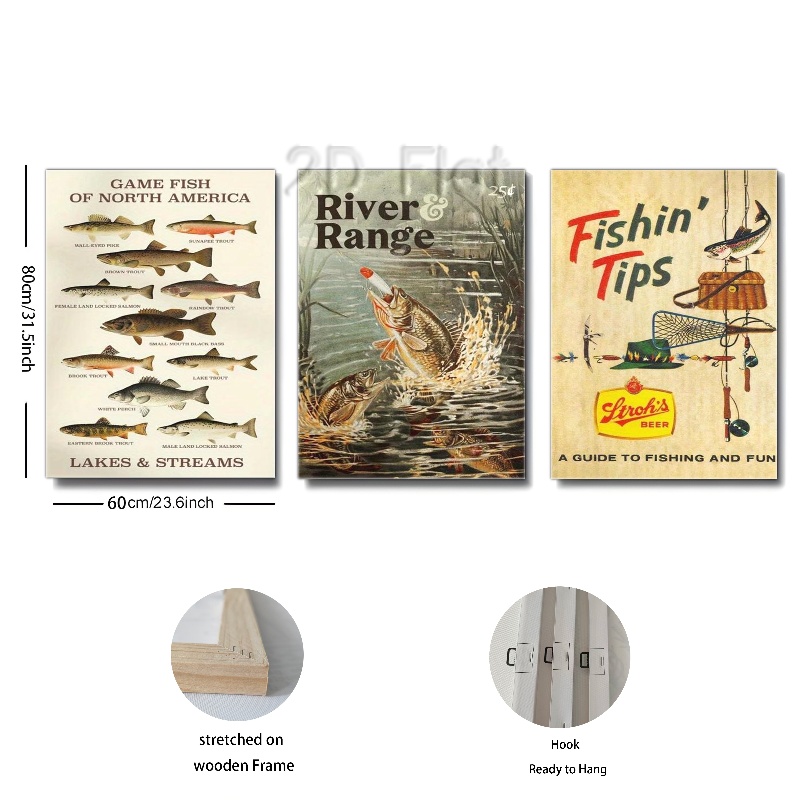 2D Flat
GAME FISH
OF NORTH AMERICA
WALL-EYED PIKE
SUNAPEE TROUT
BROWN TROUT
FEMALE LAND LOCKED SALMON
RAINBOW TROUT
SMALL MOUTH BLACK BASS
BROOK TROUT
LAKE TROUT
WHITE PERCH
EASTERN BROOK TROUT
MALE LAND LOCKED SALMON
LAKES & STREAMS
25¢
River &
Range
Fishin'
Tips
Stroh's
BEER
A GUIDE TO FISHING AND FUN
80cm/31.5inch
60cm/23.6inch
stretched on
wooden Frame
Hook
Ready to Hang